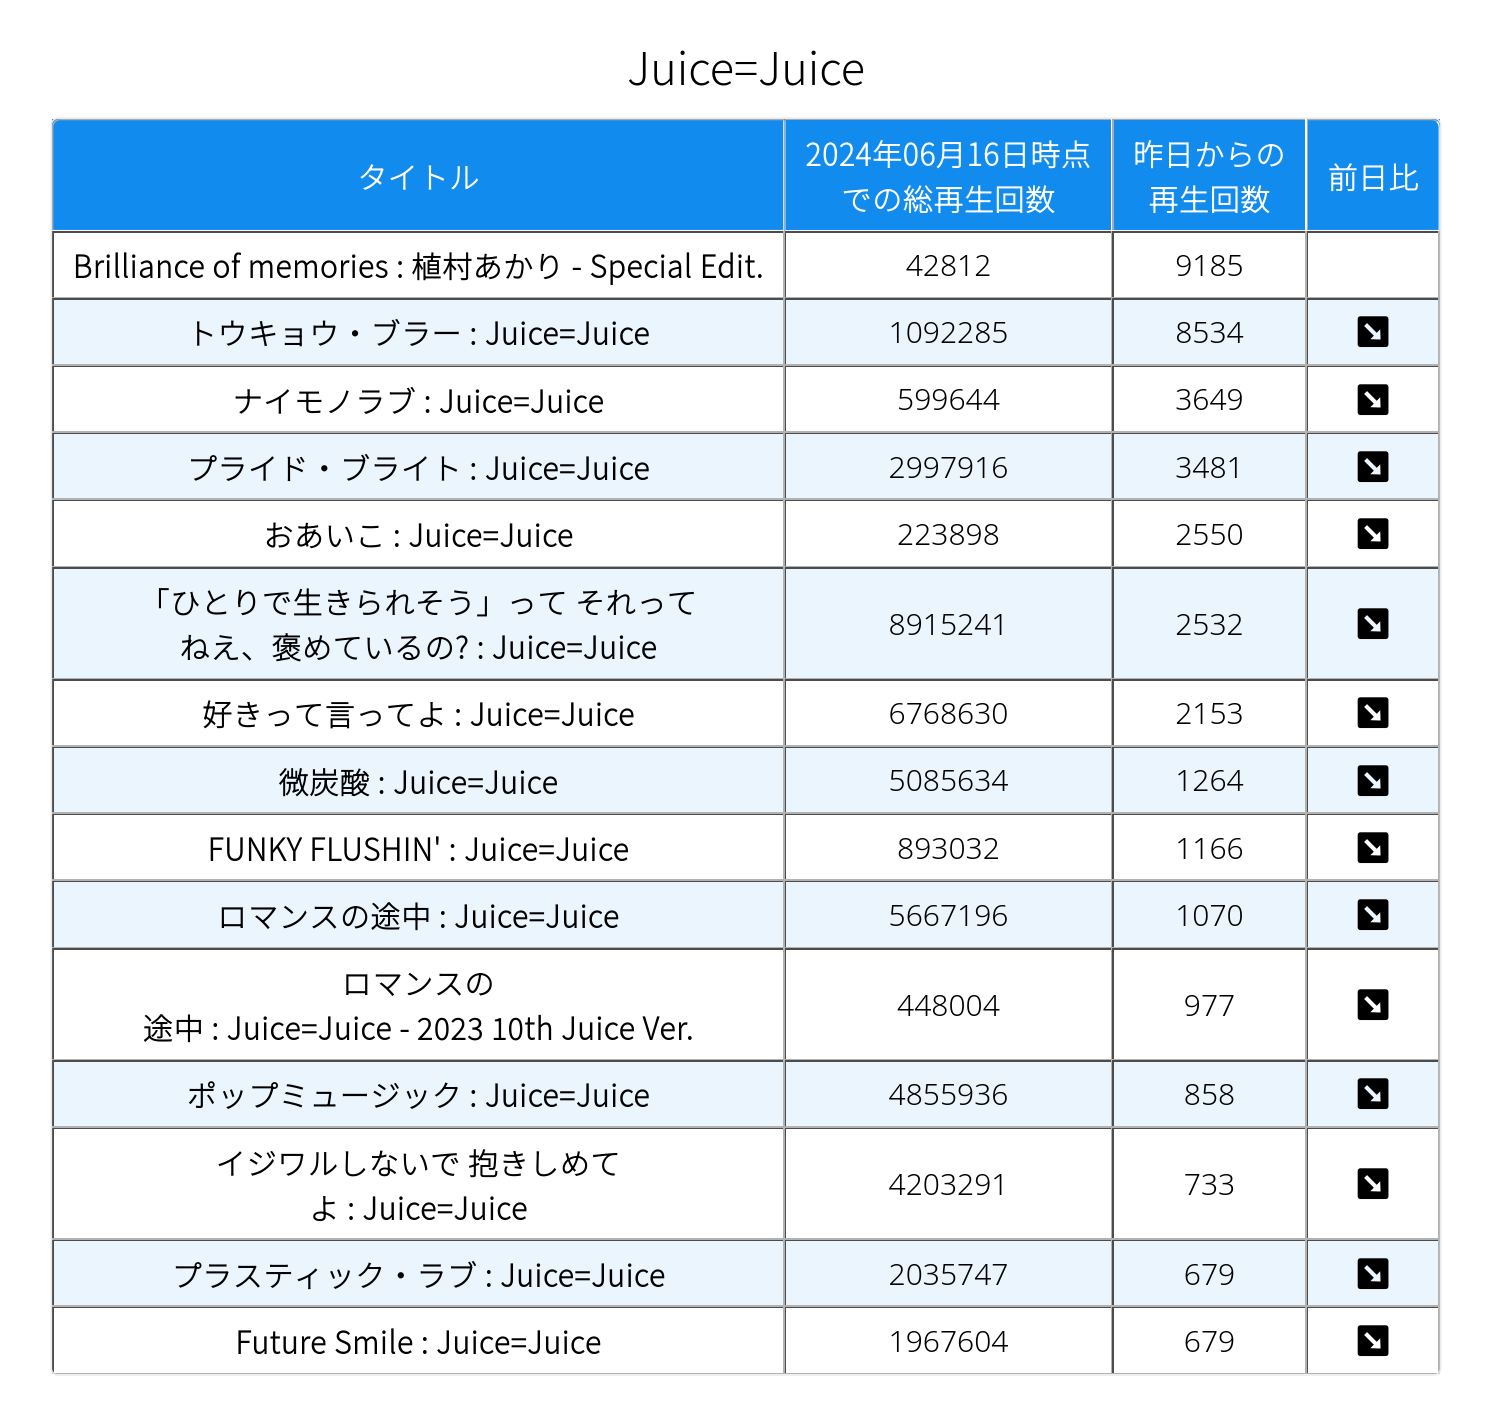 Juice=Juice
タイトル
2024年06月16日時点
での総再生回数
昨日からの
再生回数
前日比
Brilliance of memories : 植村あかり - Special Edit.
42812
9185
トウキョウ・ブラー : Juice=Juice
1092285
8534
ナイモノラブ : Juice=Juice
599644
3649
プライド・ブライト : Juice=Juice
2997916
3481
おあいこ : Juice=Juice
223898
2550
「ひとりで生きられそう」って それって
ねえ、褒めているの? : Juice=Juice
8915241
2532
好きって言ってよ : Juice=Juice
6768630
2153
微炭酸 : Juice=Juice
5085634
1264
FUNKY FLUSHIN' : Juice=Juice
893032
1166
ロマンスの途中 : Juice=Juice
5667196
1070
ロマンスの
途中 : Juice=Juice - 2023 10th Juice Ver.
448004
977
ポップミュージック : Juice=Juice
4855936
858
イジワルしないで 抱きしめて
よ : Juice=Juice
4203291
733
プラスティック・ラブ : Juice=Juice
2035747
679
Future Smile : Juice=Juice
1967604
679